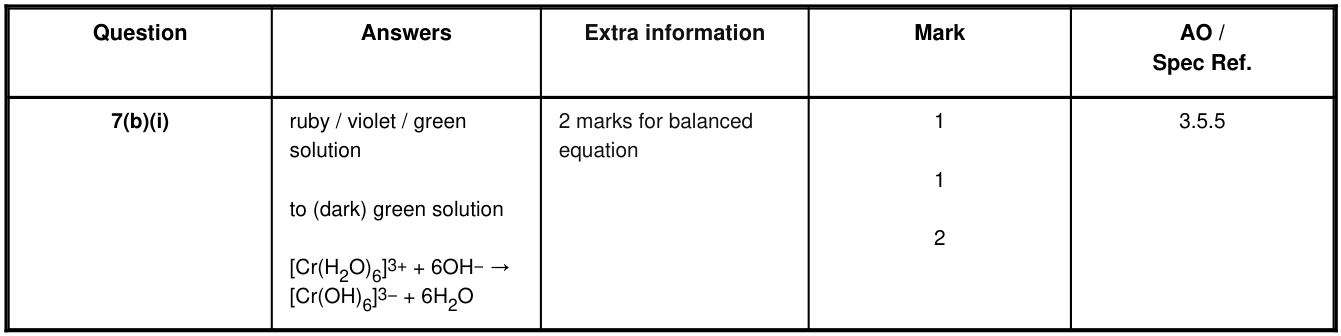 Question Answers Extra information Mark AO /
Spec Ref.
7(b)(i) ruby / violet / green 2 marks for balanced 1 3.5.5
solution equation
1
to (dark) green solution
2
[Cr(H₂O)₆]³⁺ + 6OH⁻ →
[Cr(OH)₆]³⁻ + 6H₂O